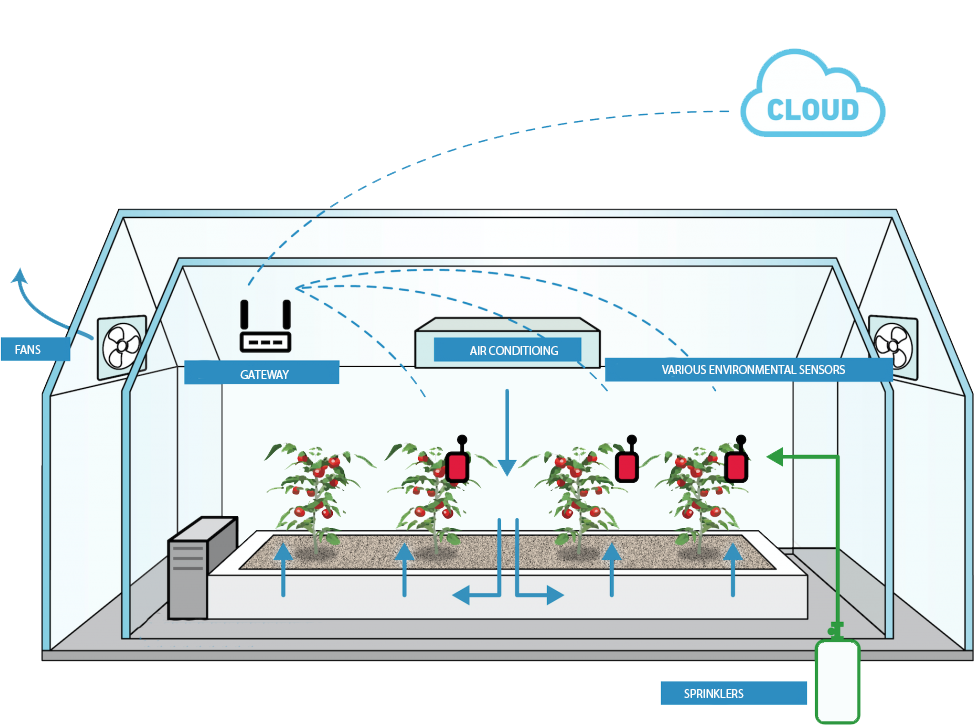 CLOUD
FANS
GATEWAY
AIR CONDITIOING
VARIOUS ENVIRONMENTAL SENSORS
SPRINKLERS